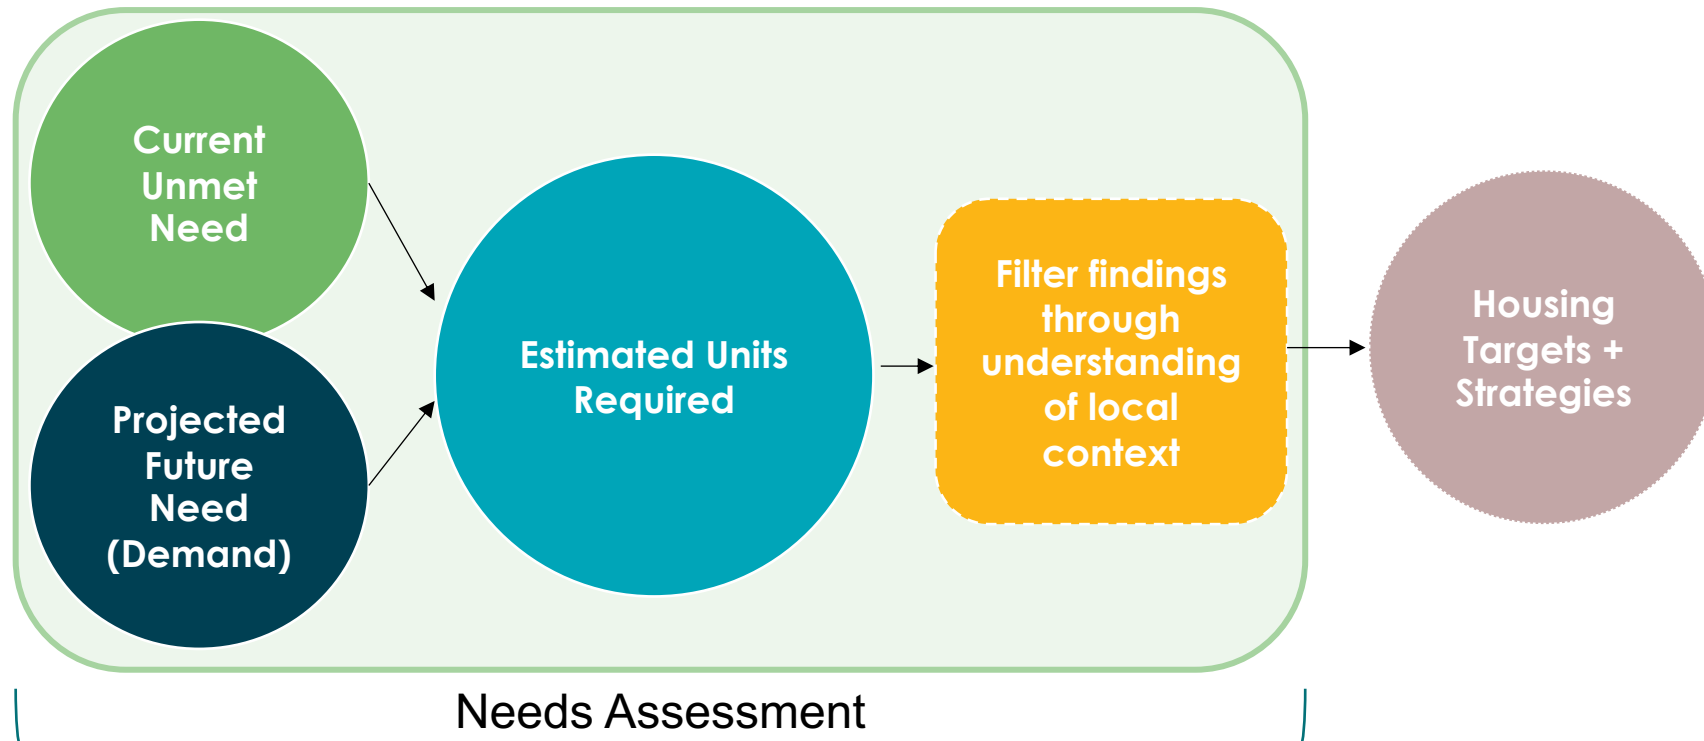 Current
Unmet
Need
Projected
Future
Need
(Demand)
Estimated Units
Required
Filter findings
through
understanding
of local
context
Housing
Targets +
Strategies
Needs Assessment